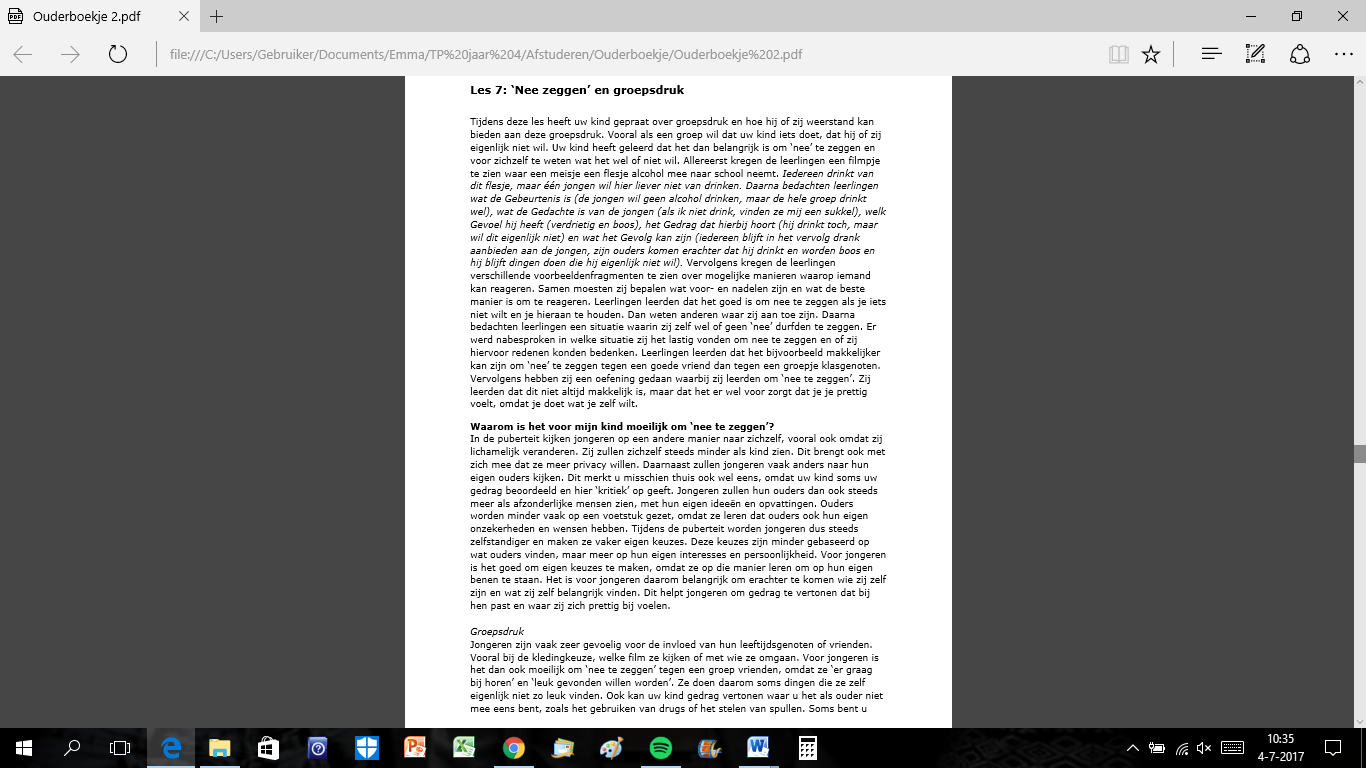 Ouderboekje 2.pdf
file:///C:/Users/Gebruiker/Documents/Emma/TP%20jaar%204/Afstuderen/Ouderboekje/Ouderboekje%202.pdf
Les 7: ‘Nee zeggen’ en groepsdruk
Tijdens deze les heeft uw kind gepraat over groepsdruk en hoe hij of zij weerstand kan
bieden aan deze groepsdruk. Vooral als een groep wil dat uw kind iets doet, dat hij of zij
eigenlijk niet wil. Uw kind heeft geleerd dat het dan belangrijk is om ‘nee’ te zeggen en
voor zichzelf te weten wat het wel of niet wil. Allereerst kregen de leerlingen een filmpje
te zien waar een meisje een flesje alcohol mee naar school neemt. Iedereen drinkt van
dit flesje, maar één jongen wil hier liever niet van drinken. Daarna bedachten leerlingen
wat de Gebeurtenis is (de jongen wil geen alcohol drinken, maar de hele groep drinkt
wel), wat de Gedachte is van de jongen (als ik niet drink, vinden ze mij een sukkel), welk
Gevoel hij heeft (verdrietig en boos), het Gedrag dat hierbij hoort (hij drinkt toch, maar
wil dit eigenlijk niet) en wat het Gevolg kan zijn (iedereen blijft in het vervolg drank
aanbieden aan de jongen, zijn ouders komen erachter dat hij drinkt en worden boos en
hij blijft dingen doen die hij eigenlijk niet wil). Vervolgens kregen de leerlingen
verschillende voorbeeldenfragmenten te zien over mogelijke manieren waarop iemand
kan reageren. Samen moesten zij bepalen wat voor- en nadelen zijn en wat de beste
manier is om te reageren. Leerlingen leerden dat het goed is om nee te zeggen als je iets
niet wilt en je hieraan te houden. Dan weten anderen waar zij aan toe zijn. Daarna
bedachten leerlingen een situatie waarin zij zelf wel of geen ‘nee’ durfden te zeggen. Er
werd nabesproken in welke situatie zij het lastig vonden om nee te zeggen en of zij
hiervoor redenen konden bedenken. Leerlingen leerden dat het bijvoorbeeld makkelijker
kan zijn om ‘nee’ te zeggen tegen een goede vriend dan tegen een groepje klasgenoten.
Vervolgens hebben zij een oefening gedaan waarbij zij leerden om ‘nee te zeggen’. Zij
leerden dat dit niet altijd makkelijk is, maar dat het er wel voor zorgt dat je je prettig
voelt, omdat je doet wat je zelf wilt.
Waarom is het voor mijn kind moeilijk om ‘nee te zeggen’?
In de puberteit kijken jongeren op een andere manier naar zichzelf, vooral ook omdat zij
lichamelijk veranderen. Zij zullen zichzelf steeds minder als kind zien. Dit brengt ook met
zich mee dat ze meer privacy willen. Daarnaast zullen jongeren vaak anders naar hun
eigen ouders kijken. Dit merkt u misschien thuis ook wel eens, omdat uw kind soms uw
gedrag beoordeeld en hier ‘kritiek’ op geeft. Jongeren zullen hun ouders dan ook steeds
meer als afzonderlijke mensen zien, met hun eigen ideeën en opvattingen. Ouders
worden minder vaak op een voetstuk gezet, omdat ze leren dat ouders ook hun eigen
onzekerheden en wensen hebben. Tijdens de puberteit worden jongeren dus steeds
zelfstandiger en maken ze vaker eigen keuzes. Deze keuzes zijn minder gebaseerd op
wat ouders vinden, maar meer op hun eigen interesses en persoonlijkheid. Voor jongeren
is het goed om eigen keuzes te maken, omdat ze op die manier leren om op hun eigen
benen te staan. Het is voor jongeren daarom belangrijk om erachter te komen wie zij zelf
zijn en wat zij zelf belangrijk vinden. Dit helpt jongeren om gedrag te vertonen dat bij
hen past en waar zij zich prettig bij voelen.
Groepsdruk
Jongeren zijn vaak zeer gevoelig voor de invloed van hun leeftijdsgenoten of vrienden.
Vooral bij de kledingkeuze, welke film ze kijken of met wie ze omgaan. Voor jongeren is
het dan ook moeilijk om ‘nee te zeggen’ tegen een groep vrienden, omdat ze ‘er graag
bij horen’ en ‘leuk gevonden willen worden’. Ze doen daarom soms dingen die ze zelf
eigenlijk niet zo leuk vinden. Ook kan uw kind gedrag vertonen waar u het als ouder niet
mee eens bent, zoals het gebruiken van drugs of het stelen van spullen. Soms bent u
10:35
4-7-2017